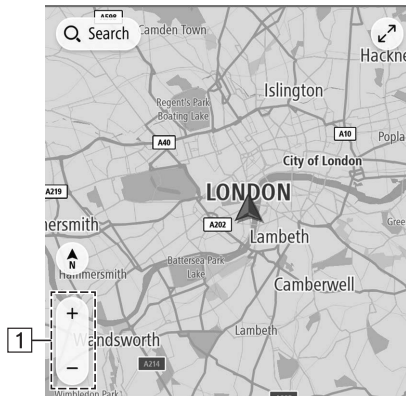 A598
Search
Camden Town
Hackne
Islington
Regent's Park
Boating Lake
A10
A40
Popla
City of London
A219
LONDON
ersmith
A202
Gree
Lambeth
N
Battersea Park
Lake
Hammersmith
Camberwell
+
1
Wandsworth
Lambeth
A214
−
Wimbledon Park